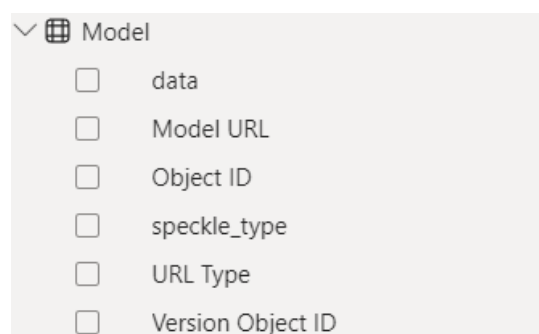 Model
data
Model URL
Object ID
speckle_type
URL Type
Version Object ID